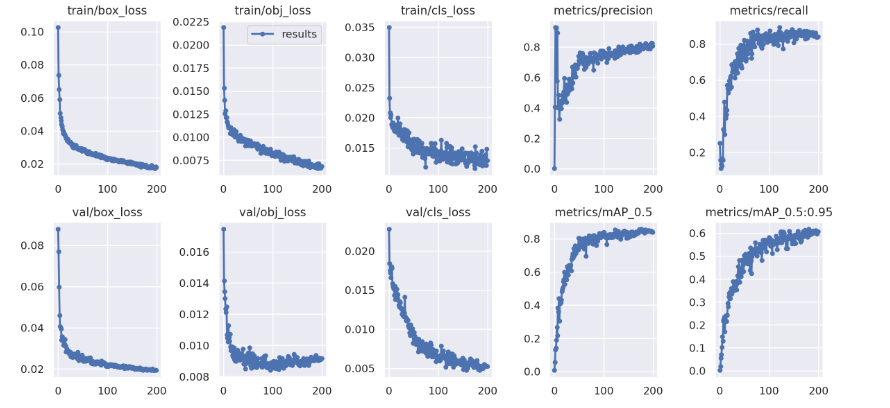 train/box_loss
0.10
0.08
0.06
0.04
0.02
0 100 200
train/obj_loss
results
0.0225
0.0200
0.0175
0.0150
0.0125
0.0100
0.0075
0 100 200
train/cls_loss
0.035
0.030
0.025
0.020
0.015
0 100 200
metrics/precision
0.8
0.6
0.4
0.2
0.0
0 100 200
metrics/recall
0.8
0.6
0.4
0.2
0 100 200
val/box_loss
0.08
0.06
0.04
0.02
0 100 200
val/obj_loss
0.016
0.014
0.012
0.010
0.008
0 100 200
val/cls_loss
0.020
0.015
0.010
0.005
0 100 200
metrics/mAP_0.5
0.8
0.6
0.4
0.2
0.0
0 100 200
metrics/mAP_0.5:0.95
0.6
0.5
0.4
0.3
0.2
0.1
0.0
0 100 200